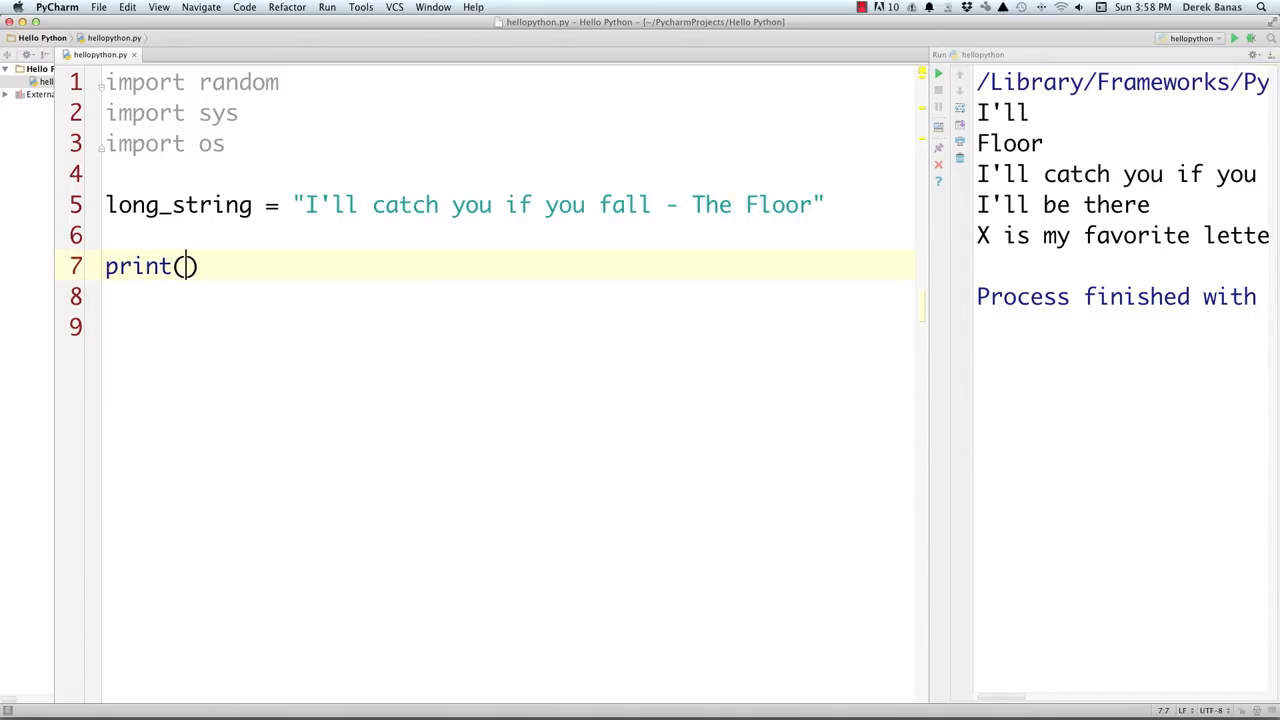 PyCharm File Edit View Navigate Code Refactor Run Tools VCS Window Help 10 Sun 3:58 PM Derek Banas
hellopython.py - Hello Python - [~/PycharmProjects/Hello Python]
Hello Python hellopython.py hellopython
hellopython.py × Run hellopython
Hello P
hell
Externa
1 import random
2 import sys
3 import os
4
5 long_string = "I'll catch you if you fall - The Floor"
6
7 print()
8
9
/Library/Frameworks/Py
I'll
Floor
I'll catch you if you
I'll be there
X is my favorite lette
Process finished with
7:7 LF UTF-8